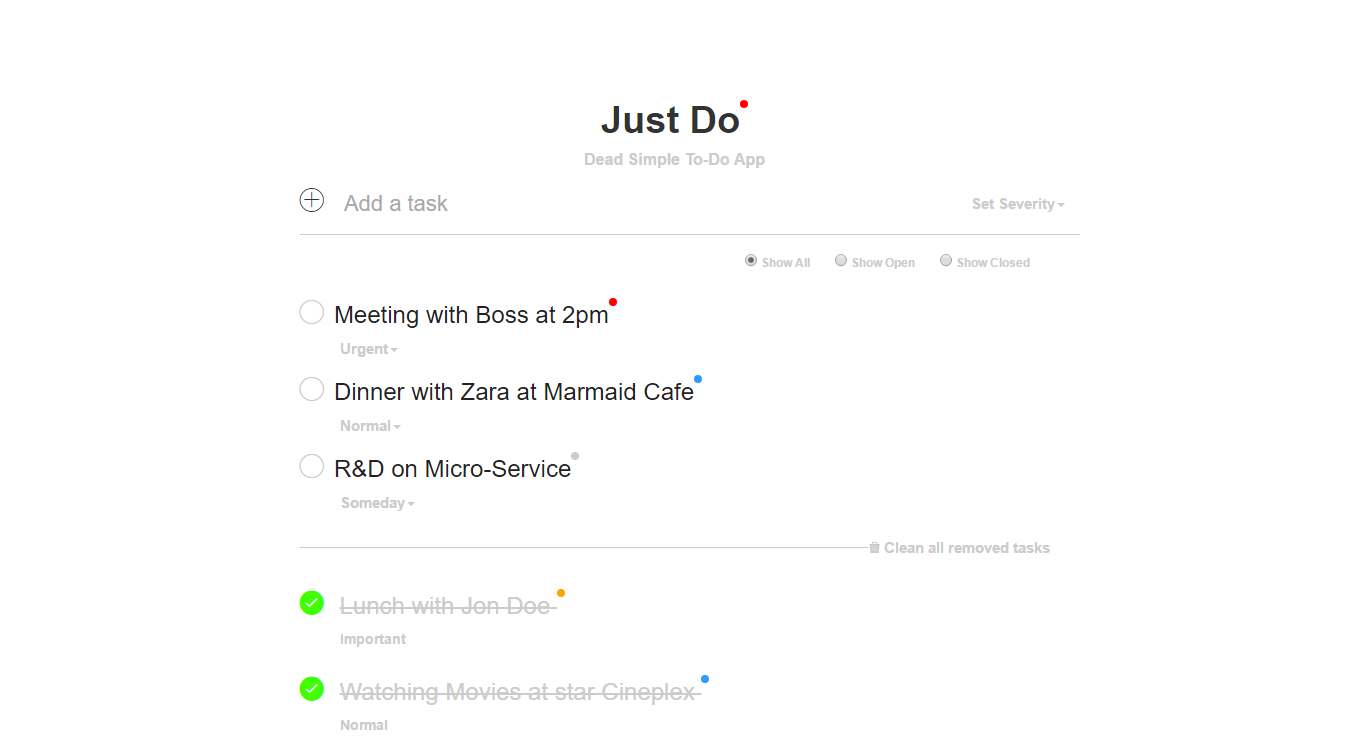 Just Do
Dead Simple To-Do App
Add a task Set Severity
Show All Show Open Show Closed
Meeting with Boss at 2pm
Urgent
Dinner with Zara at Marmaid Cafe
Normal
R&D on Micro-Service
Someday
Clean all removed tasks
Lunch with Jon Doe
Important
Watching Movies at star Cineplex
Normal